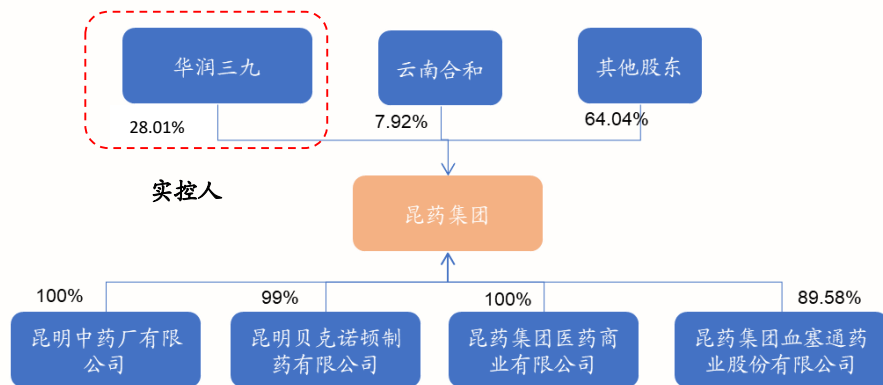 华润三九
云南合和
其他股东
28.01%
7.92%
64.04%
实控人
昆药集团
100%
99%
100%
89.58%
昆明中药厂有限
公司
昆明贝克诺顿制
药有限公司
昆药集团医药商
业有限公司
昆药集团血塞通药
业股份有限公司